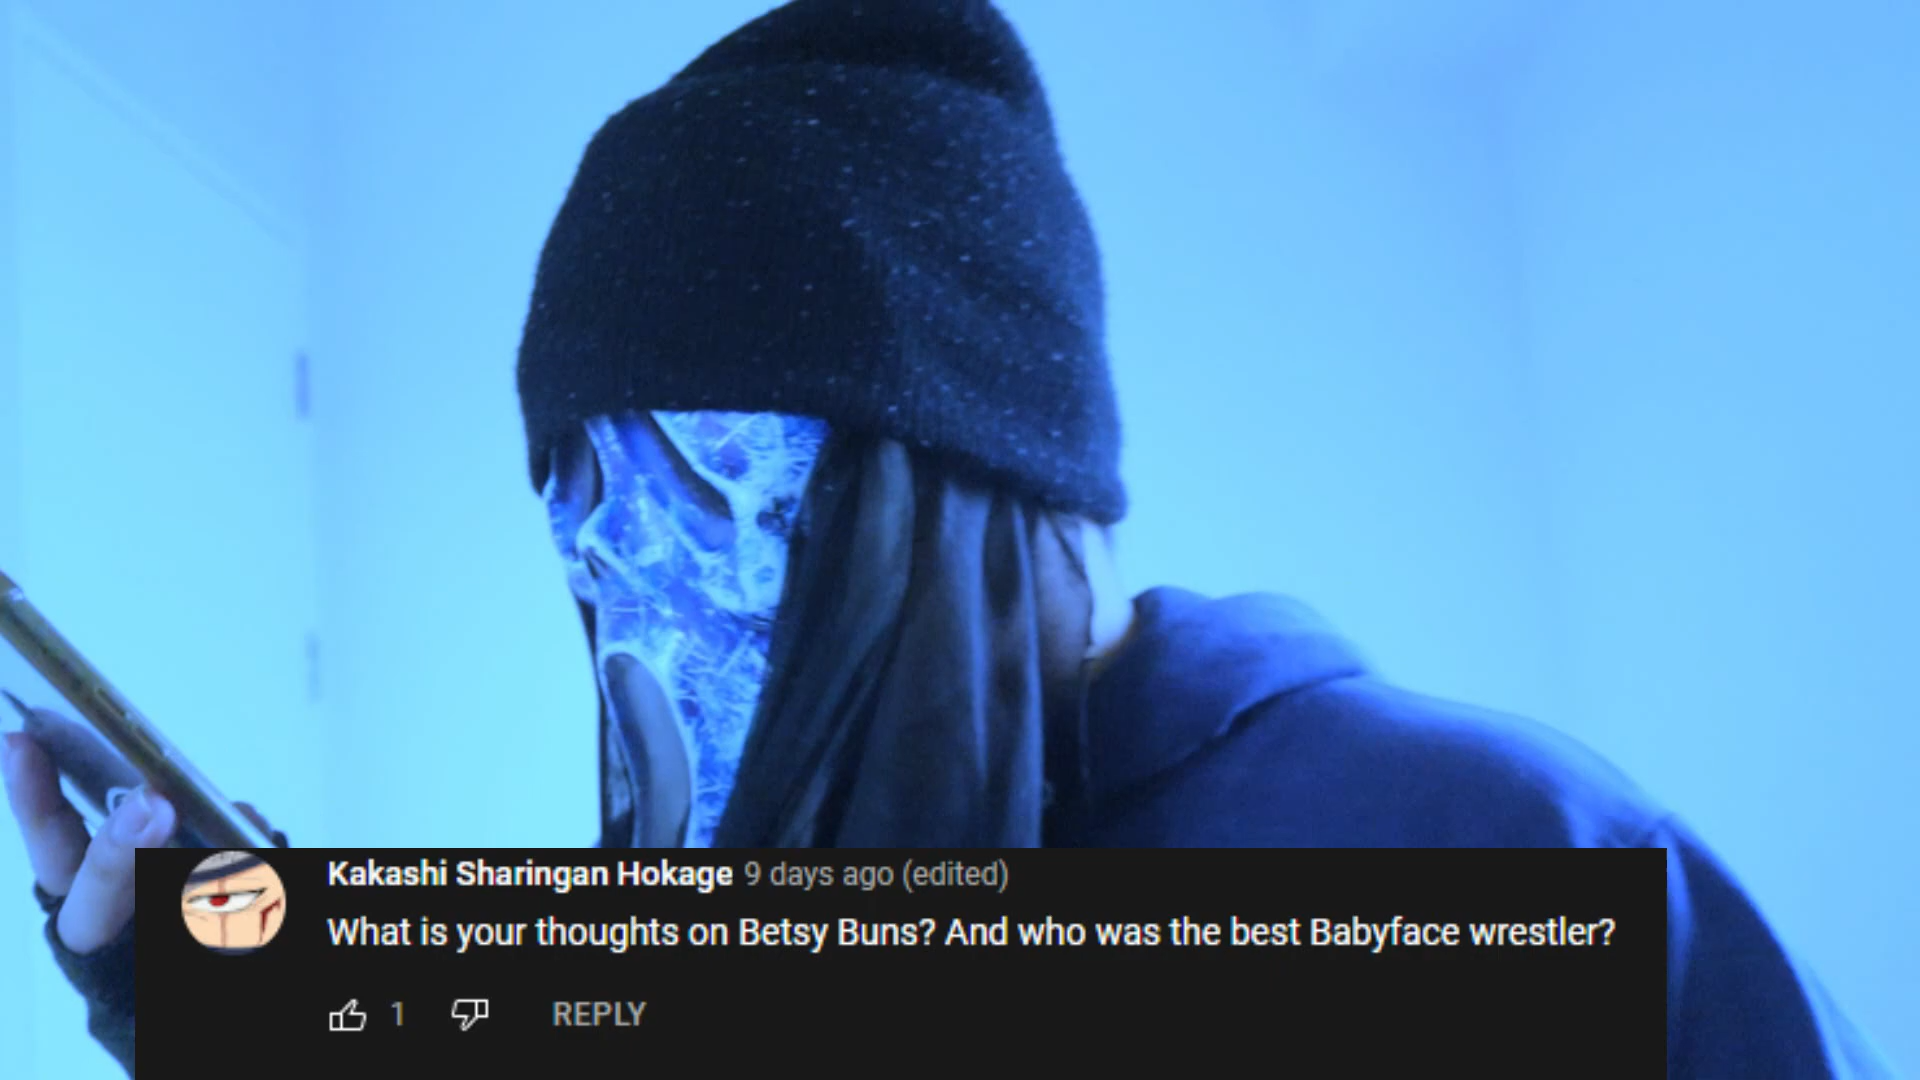 Kakashi Sharingan Hokage 9 days ago (edited)
What is your thoughts on Betsy Buns? And who was the best Babyface wrestler?
1 REPLY